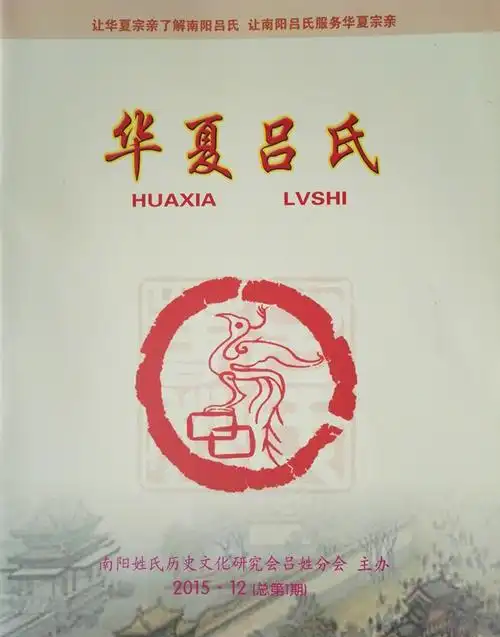 让华夏宗亲了解南阳吕氏 让南阳吕氏服务华夏宗亲
华夏吕氏
HUAXIA LVSHI
南阳姓氏历史文化研究会吕姓分会 主办
2015 - 12 (总第1期)